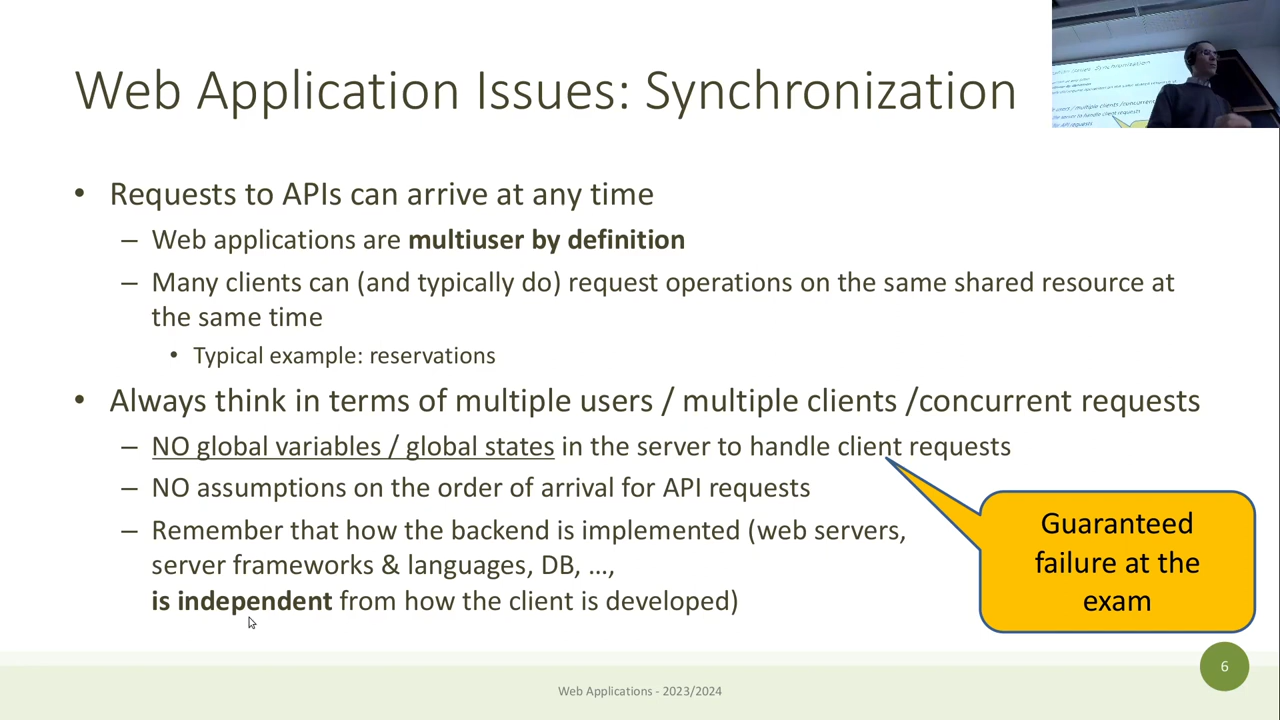 Web Application Issues: Synchronization
• Requests to APIs can arrive at any time
– Web applications are multiuser by definition
– Many clients can (and typically do) request operations on the same shared resource at
the same time
• Typical example: reservations
• Always think in terms of multiple users / multiple clients /concurrent requests
– NO global variables / global states in the server to handle client requests
– NO assumptions on the order of arrival for API requests
– Remember that how the backend is implemented (web servers,
server frameworks & languages, DB, …,
is independent from how the client is developed)
Guaranteed
failure at the
exam
6
Web Applications - 2023/2024